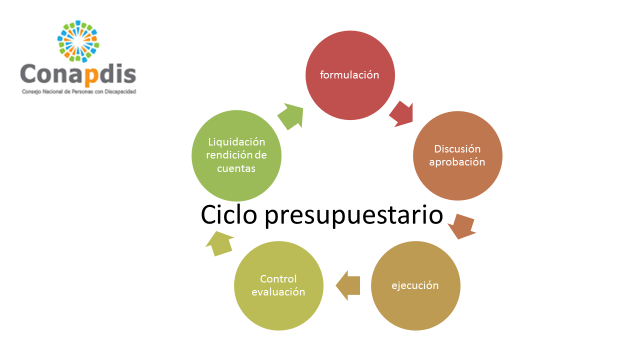 Conapdis
Consejo Nacional de Personas con Discapacidad
formulación
Discusión
aprobación
ejecución
Control
evaluación
Liquidación
rendición de
cuentas
Ciclo presupuestario